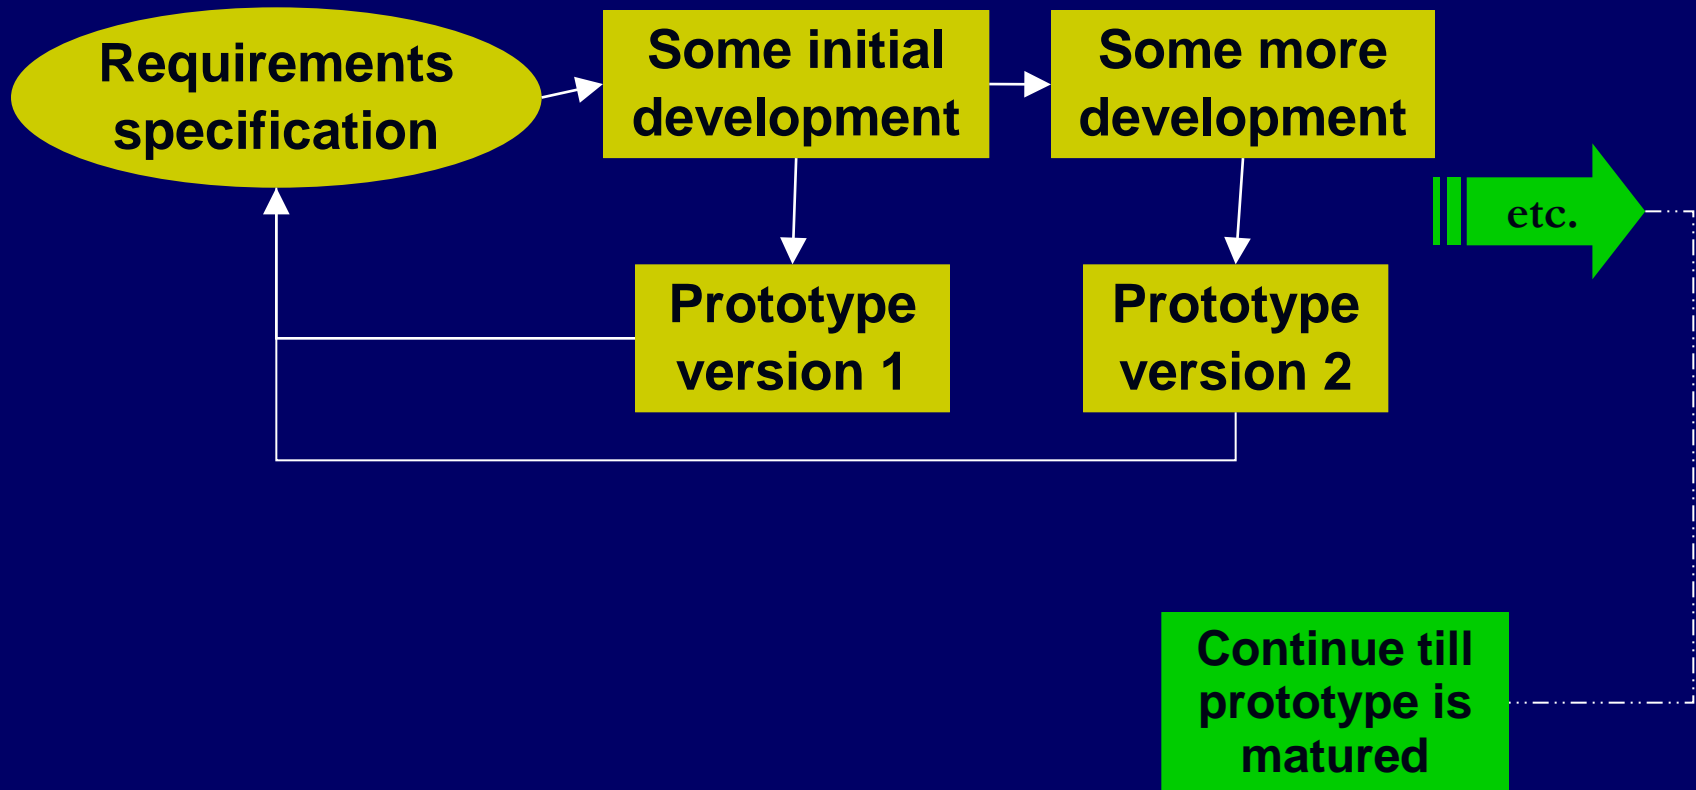 Requirements
specification
Some initial
development
Some more
development
etc.
Prototype
version 1
Prototype
version 2
Continue till
prototype is
matured